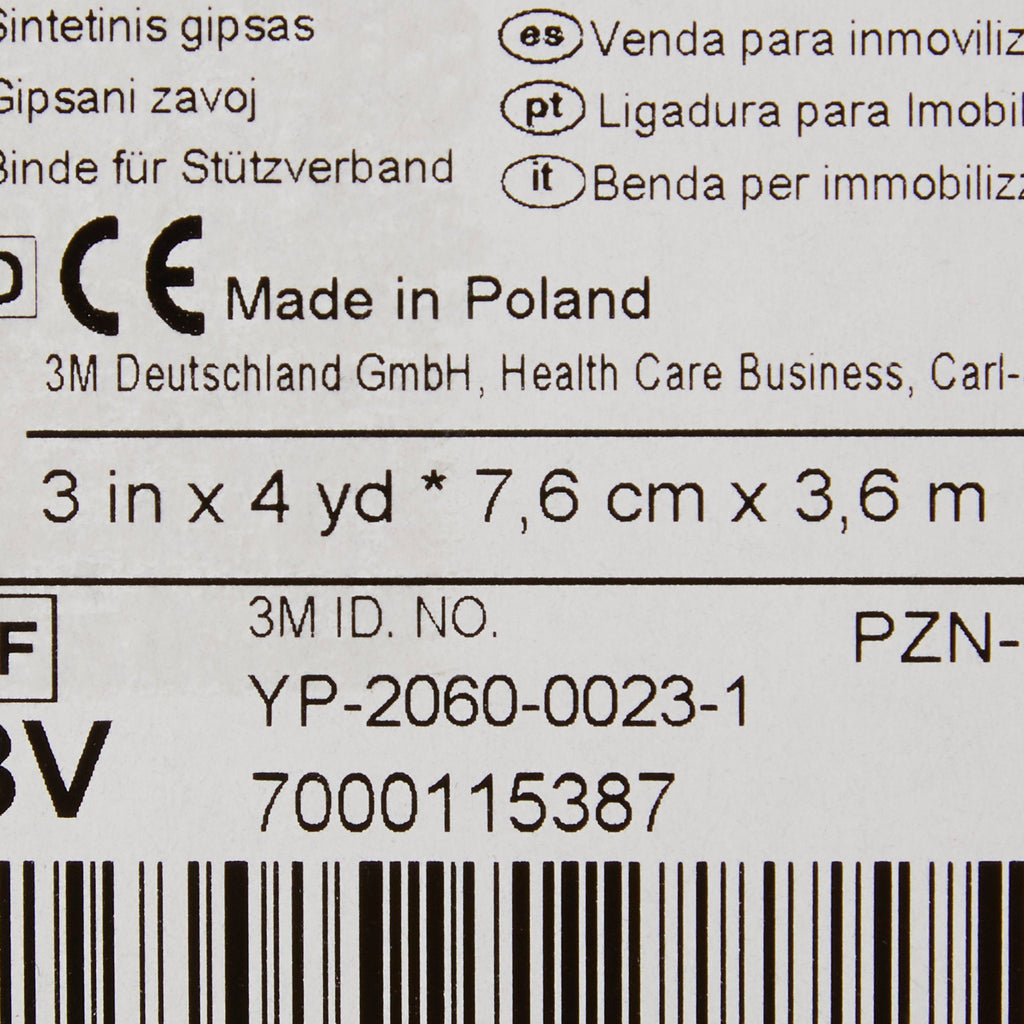 Sintetinis gipsas
Gipsani zavoj
Binde für Stützverband
es Venda para inmoviliz
pt Ligadura para Imobil
it Benda per immobilizz
CE Made in Poland
3M Deutschland GmbH, Health Care Business, Carl-
3 in x 4 yd * 7,6 cm x 3,6 m
F
3M ID. NO.
PZN-
YP-2060-0023-1
V
7000115387